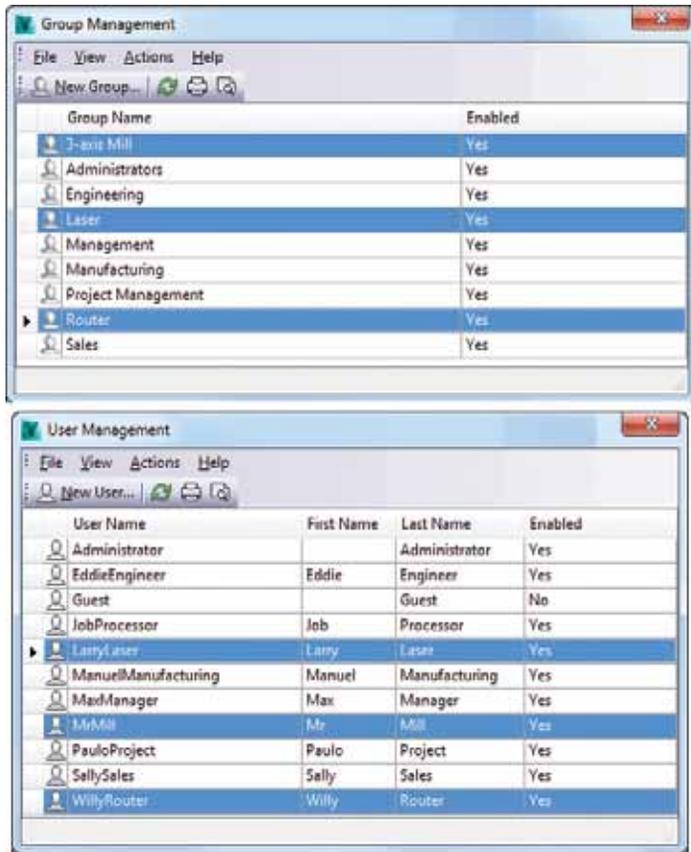 Group Management
File View Actions Help
New Group...
Group Name Enabled
3-axis Mill Yes
Administrators Yes
Engineering Yes
Laser Yes
Management Yes
Manufacturing Yes
Project Management Yes
Router Yes
Sales Yes
User Management
File View Actions Help
New User...
User Name First Name Last Name Enabled
Administrator Administrator Yes
EddieEngineer Eddie Engineer Yes
Guest Guest No
JobProcessor Job Processor Yes
LarryLaser Larry Laser Yes
ManuelManufacturing Manuel Manufacturing Yes
MaxManager Max Manager Yes
MrMill Mr Mill Yes
PauloProject Paulo Project Yes
SallySales Sally Sales Yes
WillyRouter Willy Router Yes